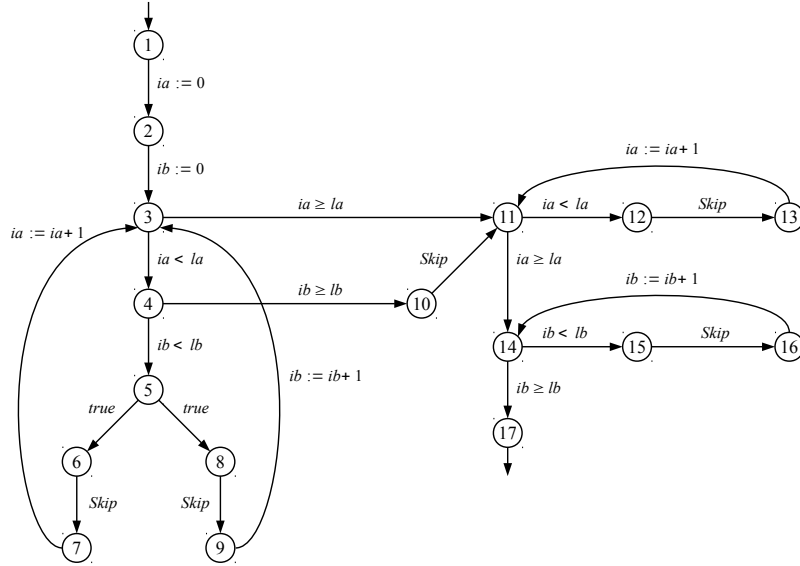 1
ia := 0
2
ib := 0
ia := ia + 1
3
ia ≥ la
11
ia < la
12
Skip
13
ia := ia + 1
ia < la
Skip
ia ≥ la
4
ib ≥ lb
10
ib := ib + 1
ib < lb
14
ib < lb
15
Skip
16
5
ib := ib + 1
ib ≥ lb
true
true
17
6
8
Skip
Skip
7
9